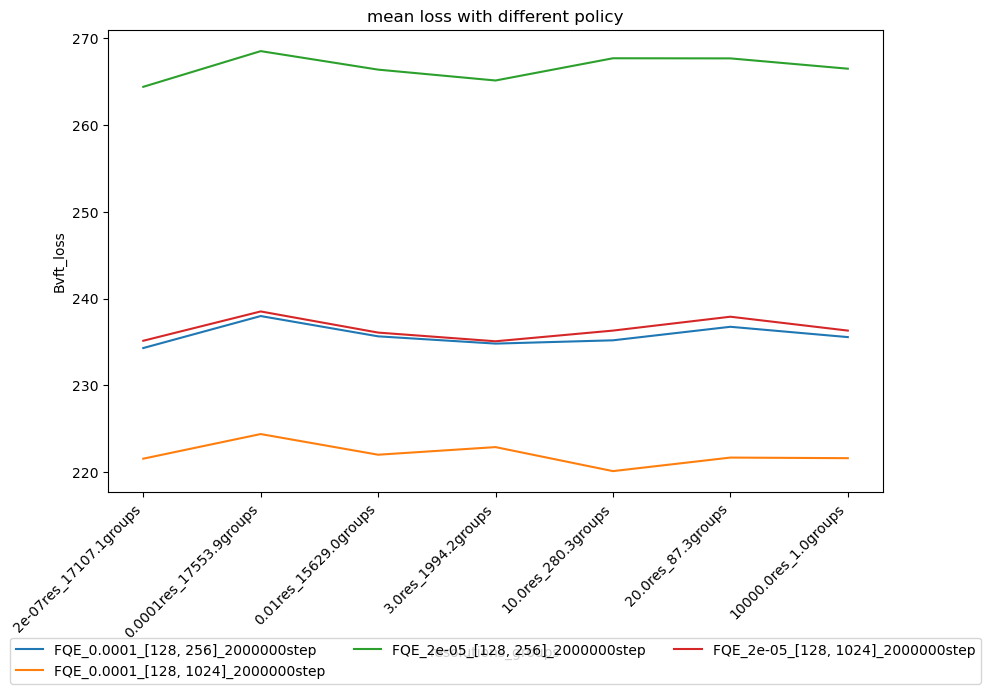 mean loss with different policy
270
260
250
240
230
220
Bvft_loss
2e-07res_17107.1groups
0.0001res_17553.9groups
0.01res_15629.0groups
3.0res_1994.2groups
10.0res_280.3groups
20.0res_87.3groups
10000.0res_1.0groups
FQE_0.0001_[128, 256]_2000000step
FQE_2e-05_[128, 256]_2000000step
FQE_2e-05_[128, 1024]_2000000step
FQE_0.0001_[128, 1024]_2000000step